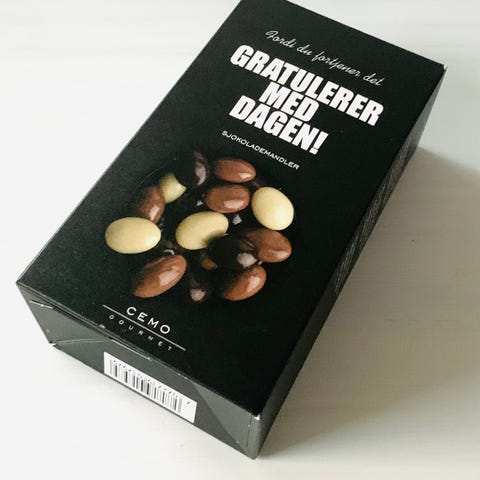 Fordi du fortjener det
GRATULERER
MED
DAGEN!
SJOKOLADEMANDLER
CEMO
GOURMET